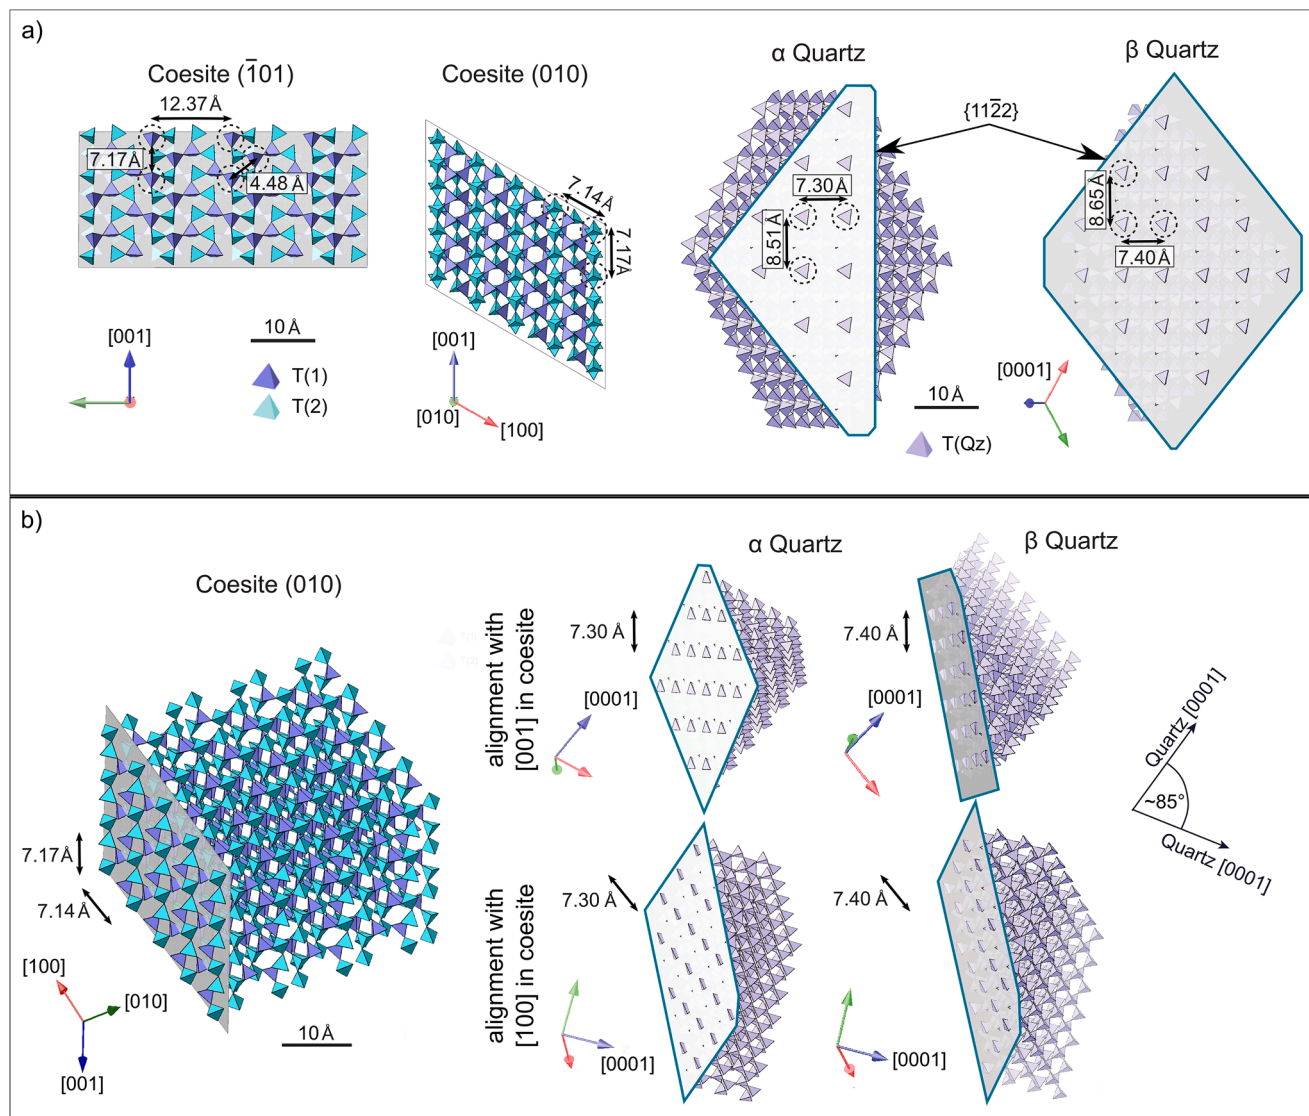 a)
Coesite (1̅01)
12.37 Å
7.17Å
4.48 Å
[001]
10 Å
T(1)
T(2)
Coesite (010)
7.14Å
7.17Å
[001]
[010]
[100]
α Quartz
{112̅2}
7.30 Å
8.51 Å
10 Å
T(Qz)
β Quartz
8.65 Å
7.40 Å
[0001]
b)
Coesite (010)
7.17Å
7.14 Å
[100]
[010]
[001]
10 Å
α Quartz
β Quartz
alignment with
[001] in coesite
7.30 Å
[0001]
7.40 Å
[0001]
alignment with
[100] in coesite
7.30 Å
[0001]
7.40 Å
[0001]
Quartz [0001]
~85°
Quartz [0001]